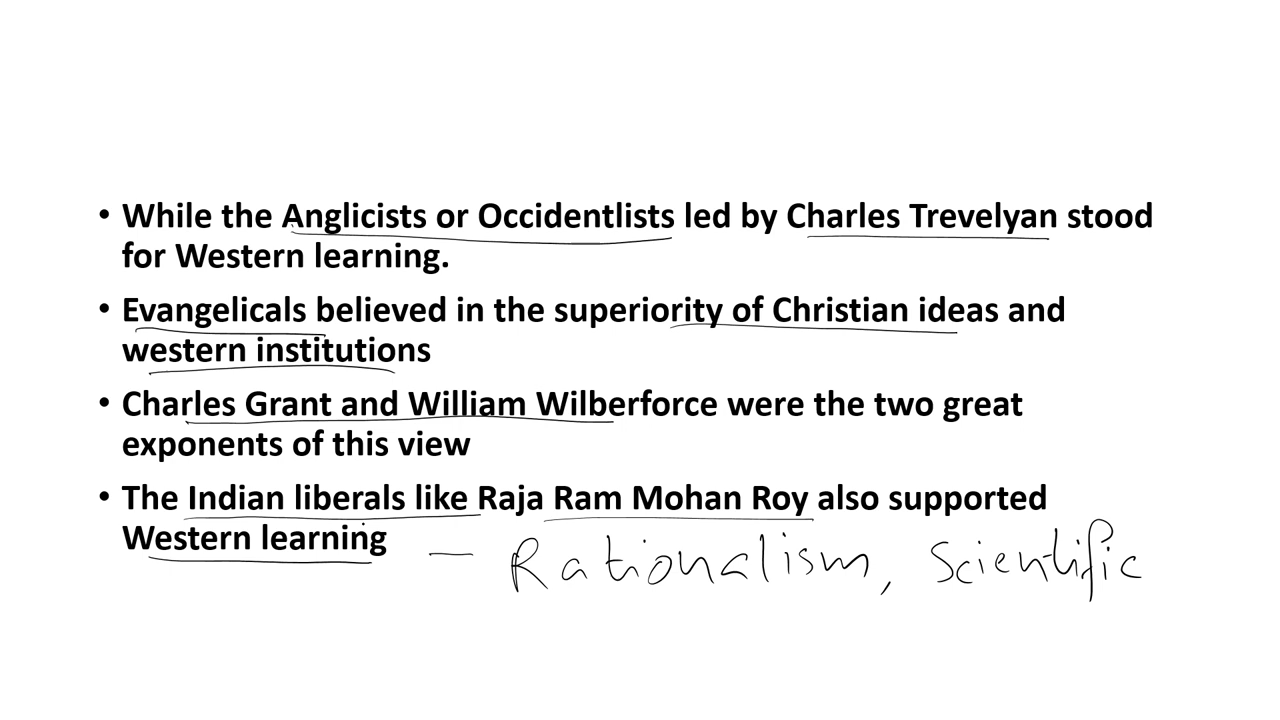 • While the Anglicists or Occidentlists led by Charles Trevelyan stood
for Western learning.
• Evangelicals believed in the superiority of Christian ideas and
western institutions
• Charles Grant and William Wilberforce were the two great
exponents of this view
• The Indian liberals like Raja Ram Mohan Roy also supported
Western learning — Rationalism, Scientific